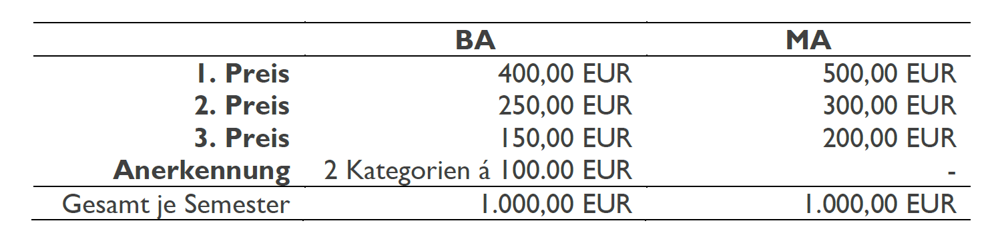 BA MA
1. Preis 400,00 EUR 500,00 EUR
2. Preis 250,00 EUR 300,00 EUR
3. Preis 150,00 EUR 200,00 EUR
Anerkennung 2 Kategorien á 100.00 EUR -
Gesamt je Semester 1.000,00 EUR 1.000,00 EUR